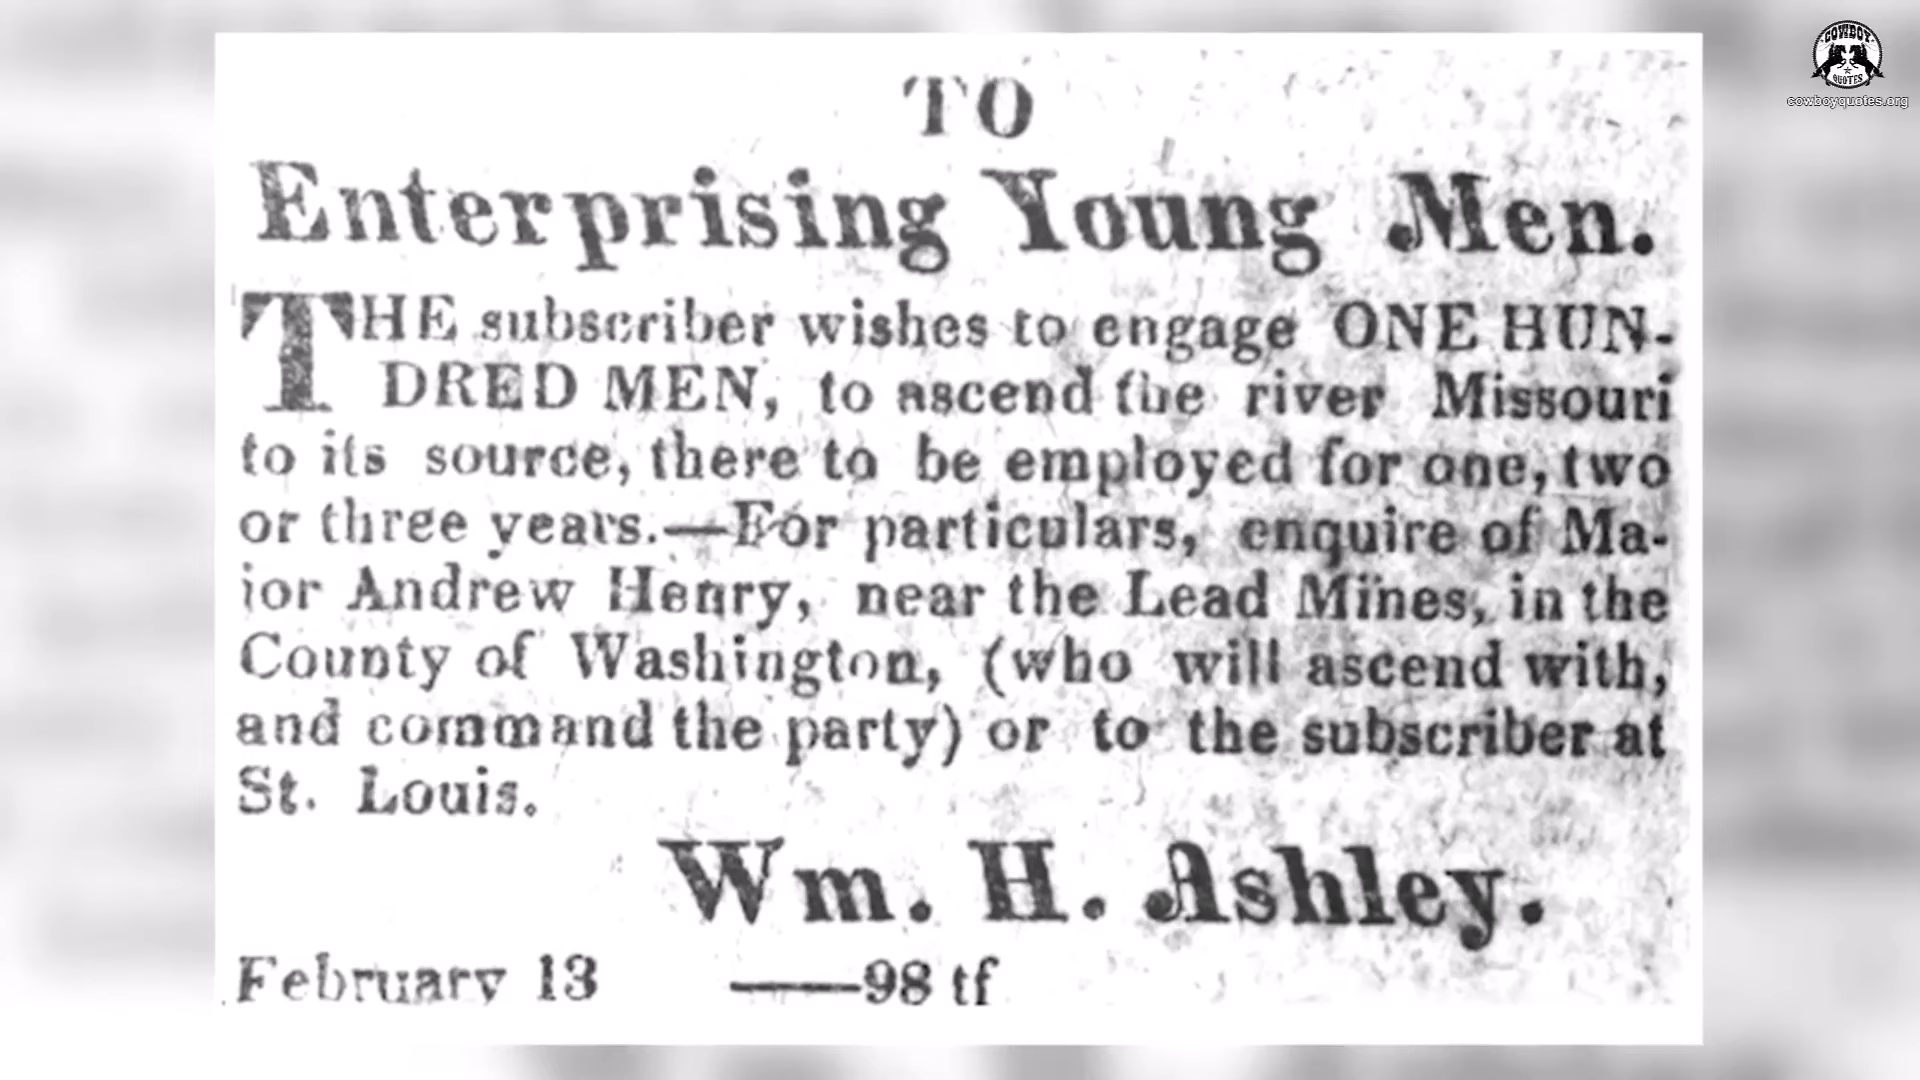 COWBOY
QUOTES
cowboyquotes.org
TO
Enterprising Young Men.
THE subscriber wishes to engage ONE HUN-
DRED MEN, to ascend the river Missouri
to its source, there to be employed for one, two
or three years.—For particulars, enquire of Ma-
jor Andrew Henry, near the Lead Mines, in the
County of Washington, (who will ascend with,
and command the party) or to the subscriber at
St. Louis.
Wm. H. Ashley.
February 13 ——98 tf